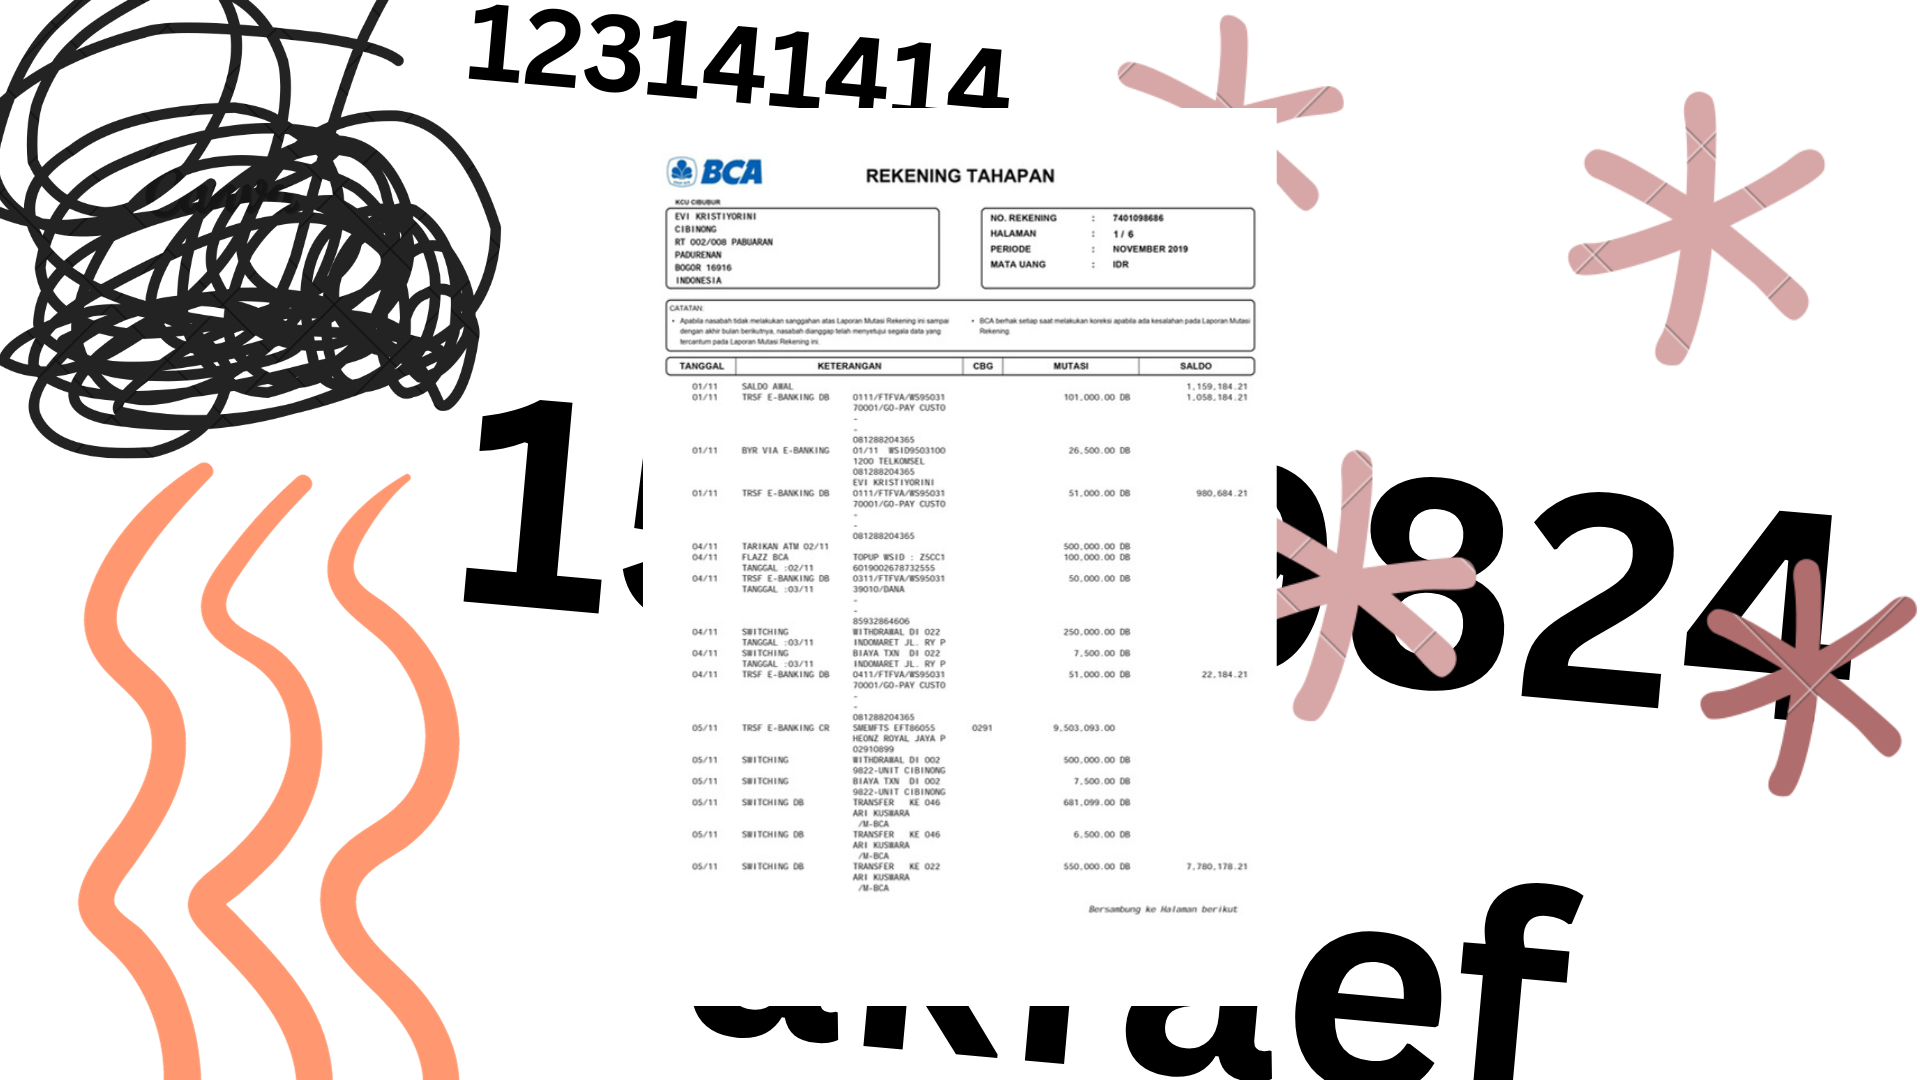 123141414
BCA
REKENING TAHAPAN
KCU CIBUBUR
EVI KRISTIYORINI
CIBINONG
RT 002/008 PABUARAN
PADURENAN
BOGOR 16916
INDONESIA
NO. REKENING : 7401098686
HALAMAN : 1 / 6
PERIODE : NOVEMBER 2019
MATA UANG : IDR
CATATAN:
• Apabila nasabah tidak melakukan sanggahan atas Laporan Mutasi Rekening ini sampai
dengan akhir bulan berikutnya, nasabah dianggap telah menyetujui segala data yang
tercantum pada Laporan Mutasi Rekening ini.
• BCA berhak setiap saat melakukan koreksi apabila ada kesalahan pada Laporan Mutasi
Rekening.
TANGGAL KETERANGAN CBG MUTASI SALDO
01/11 SALDO AWAL 1,159,184.21
01/11 TRSF E-BANKING DB 0111/FTFVA/WS95031 101,000.00 DB 1,058,184.21
70001/GO-PAY CUSTO
-
-
081288204365
01/11 BYR VIA E-BANKING 01/11 WSID9503100 26,500.00 DB
1200 TELKOMSEL
081288204365
EVI KRISTIYORINI
01/11 TRSF E-BANKING DB 0111/FTFVA/WS95031 51,000.00 DB 980,684.21
70001/GO-PAY CUSTO
-
-
081288204365
04/11 TARIKAN ATM 02/11 500,000.00 DB
04/11 FLAZZ BCA TOPUP WSID : Z5CC1 100,000.00 DB
TANGGAL :02/11 6019002678732555
04/11 TRSF E-BANKING DB 0311/FTFVA/WS95031 50,000.00 DB
TANGGAL :03/11 39010/DANA
-
-
85932864606
04/11 SWITCHING WITHDRAWAL DI 022 250,000.00 DB
TANGGAL :03/11 INDOMARET JL. RY P
04/11 SWITCHING BIAYA TXN DI 022 7,500.00 DB
TANGGAL :03/11 INDOMARET JL. RY P
04/11 TRSF E-BANKING DB 0411/FTFVA/WS95031 51,000.00 DB 22,184.21
70001/GO-PAY CUSTO
-
-
081288204365
05/11 TRSF E-BANKING CR SMEMFTS EFT86055 0291 9,503,093.00
HEONZ ROYAL JAYA P
02910899
05/11 SWITCHING WITHDRAWAL DI 002 500,000.00 DB
9822-UNIT CIBINONG
05/11 SWITCHING BIAYA TXN DI 002 7,500.00 DB
9822-UNIT CIBINONG
05/11 SWITCHING DB TRANSFER KE 046 681,099.00 DB
ARI KUSWARA
/M-BCA
05/11 SWITCHING DB TRANSFER KE 046 6,500.00 DB
ARI KUSWARA
/M-BCA
05/11 SWITCHING DB TRANSFER KE 022 550,000.00 DB 7,780,178.21
ARI KUSWARA
/M-BCA
Bersambung ke Halaman berikut